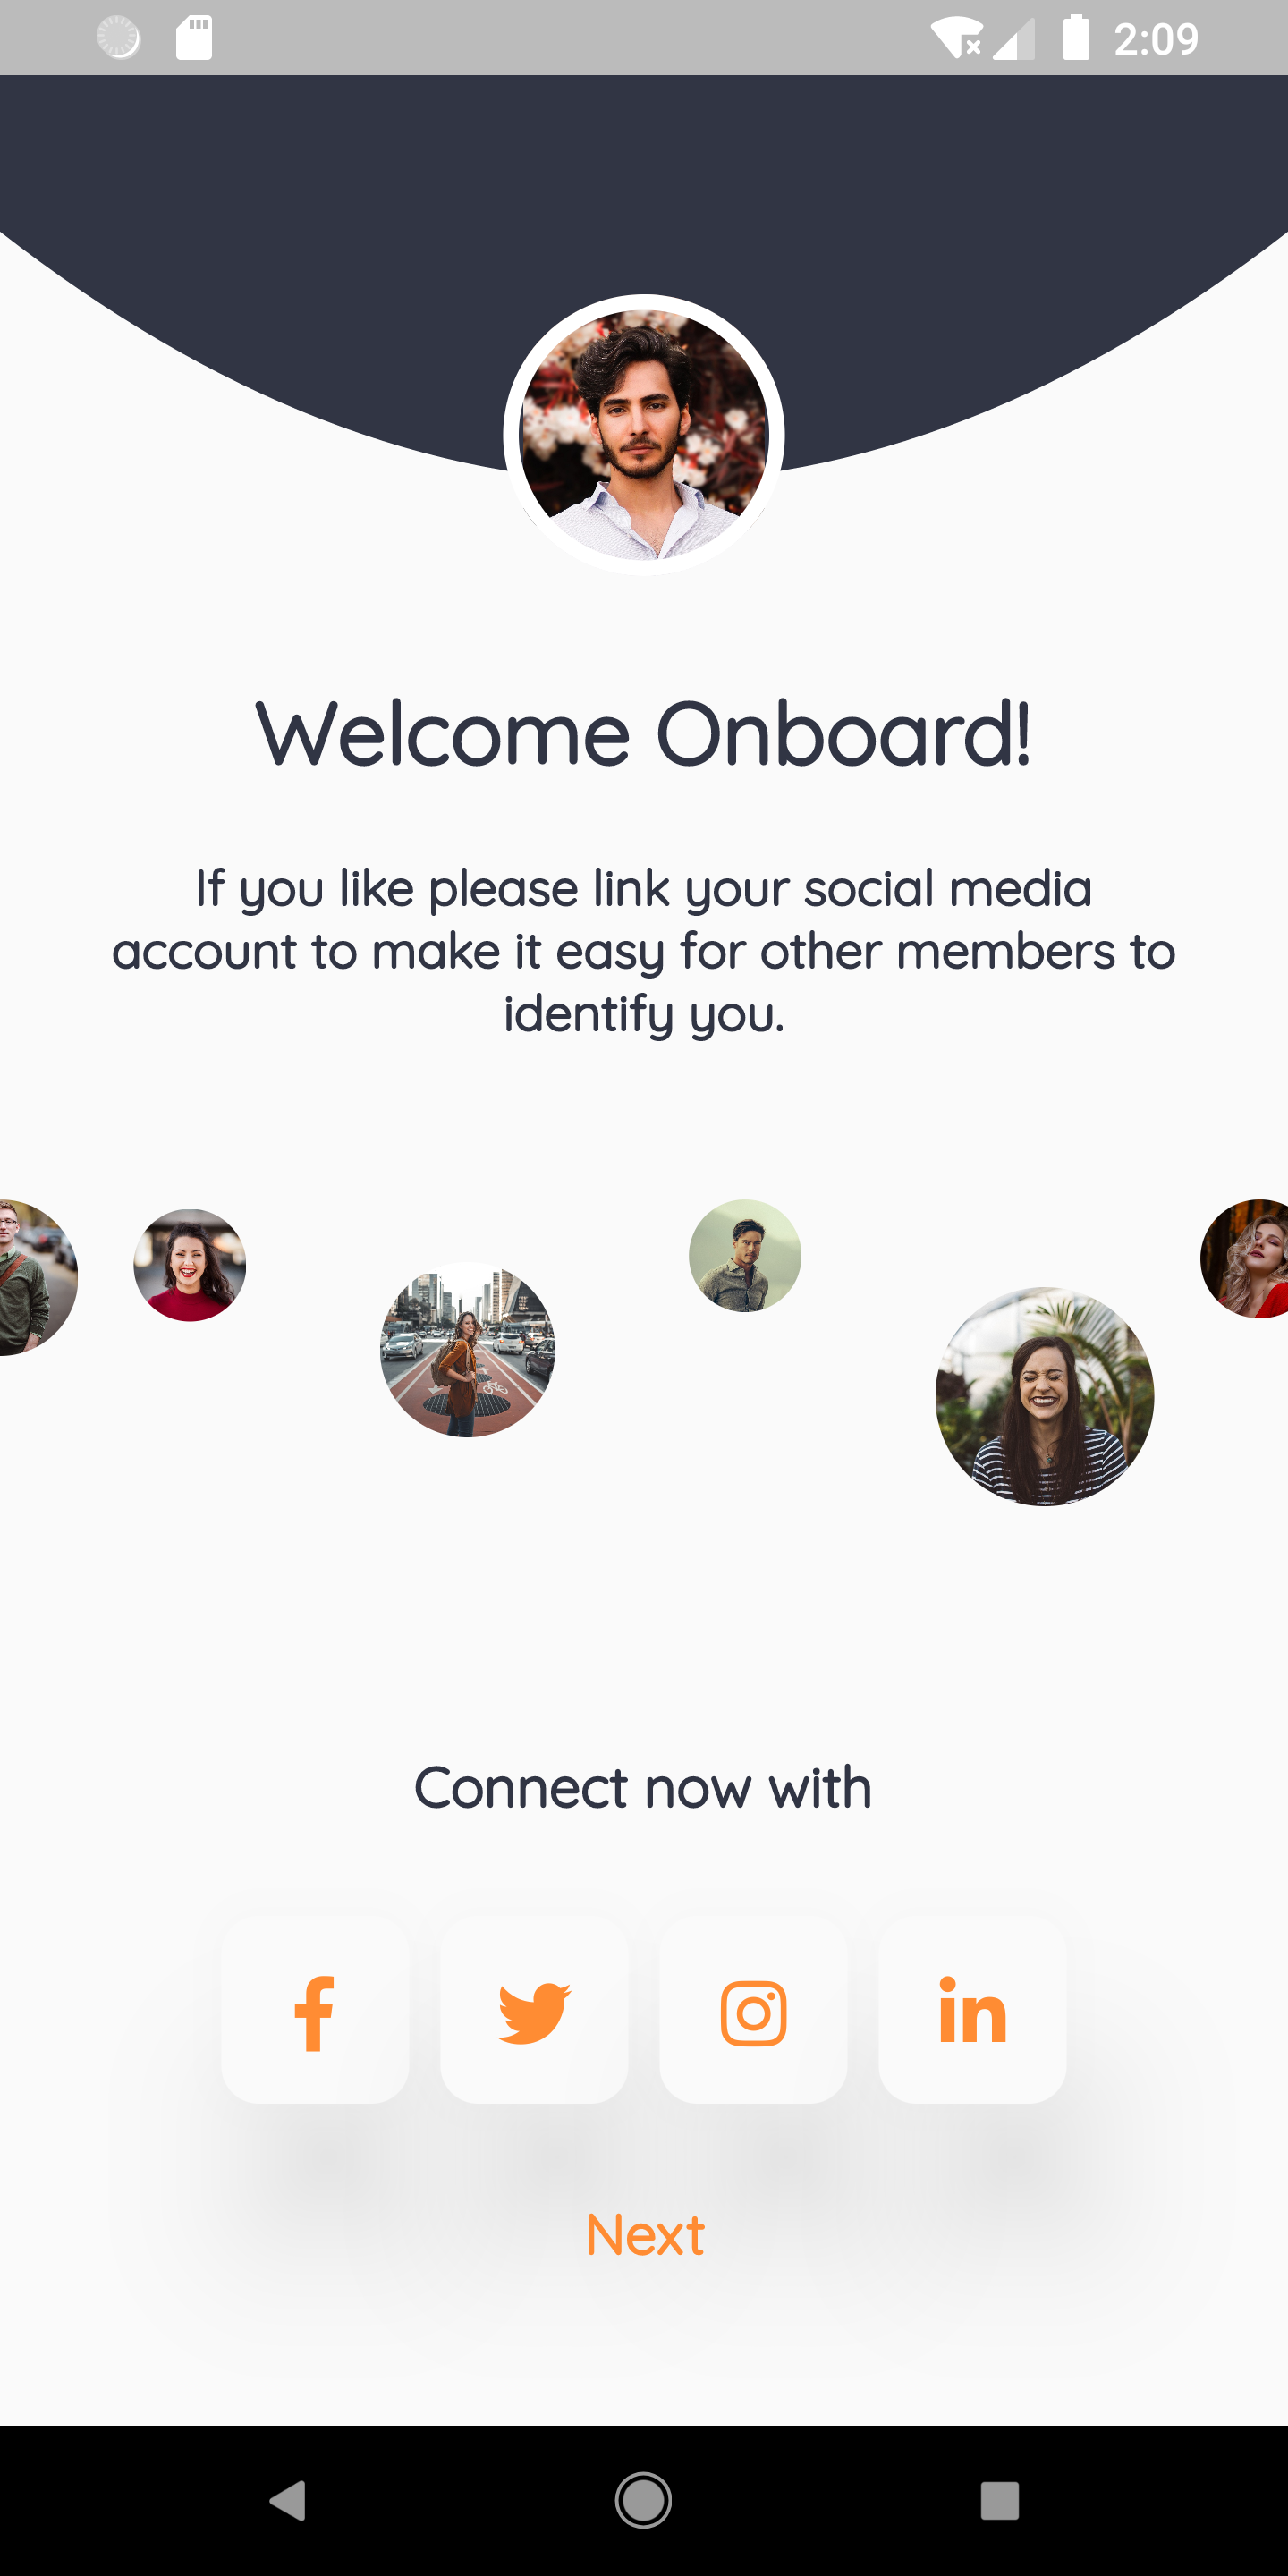 2:09
Welcome Onboard!
If you like please link your social media
account to make it easy for other members to
identify you.
Connect now with
Next